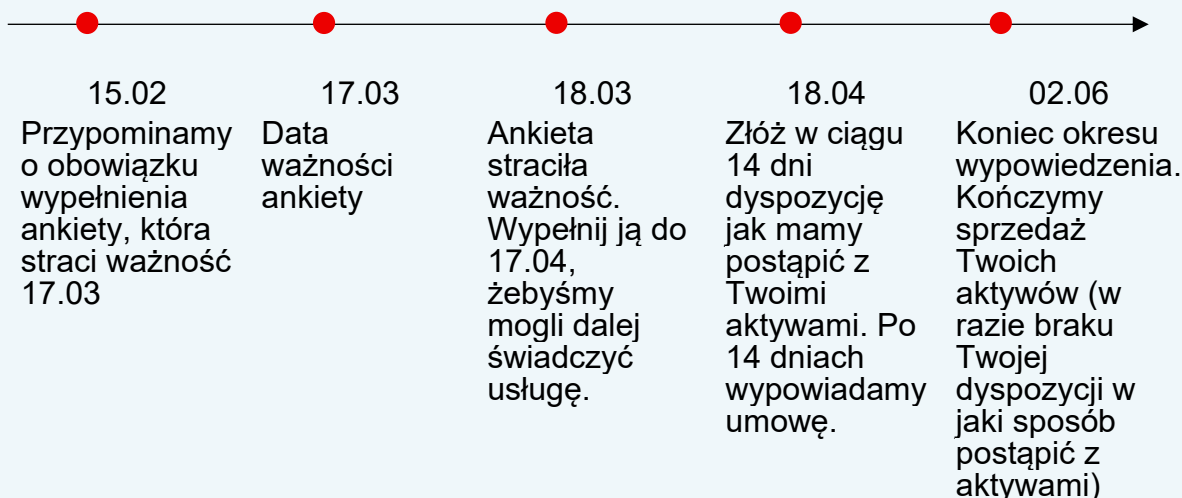 15.02
Przypominamy
o obowiązku
wypełnienia
ankiety, która
straci ważność
17.03
17.03
Data
ważności
ankiety
18.03
Ankieta
straciła
ważność.
Wypełnij ją do
17.04,
żebyśmy
mogli dalej
świadczyć
usługę.
18.04
Złóż w ciągu
14 dni
dyspozycję
jak mamy
postąpić z
Twoimi
aktywami. Po
14 dniach
wypowiadamy
umowę.
02.06
Koniec okresu
wypowiedzenia.
Kończymy
sprzedaż
Twoich
aktywów (w
razie braku
Twojej
dyspozycji w
jaki sposób
postąpić z
aktywami)